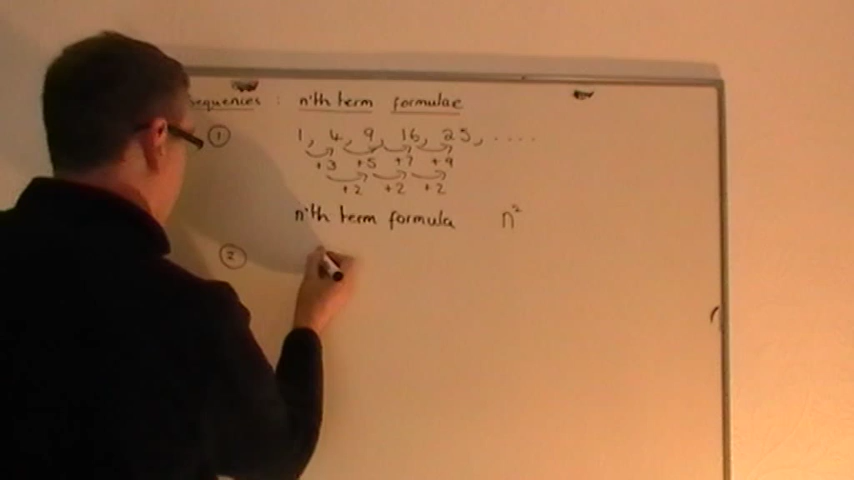 sequences : n'th term formulae
① 1, 4, 9, 16, 25, ....
+3 +5 +7 +9
+2 +2 +2
n'th term formula n²
②